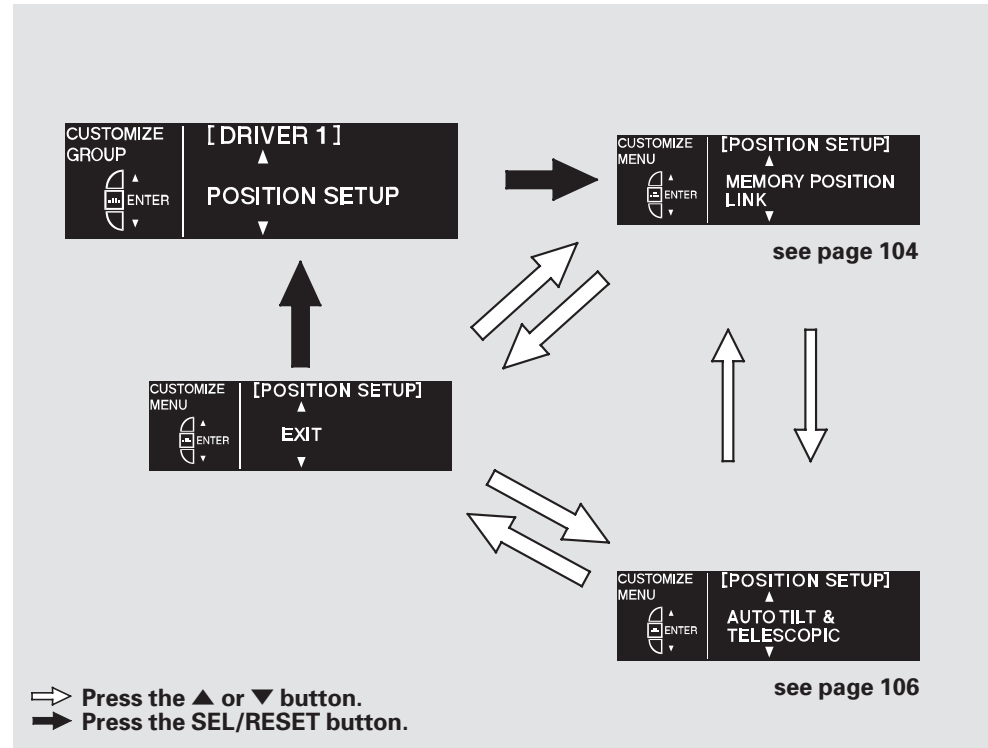 CUSTOMIZE
GROUP
▲
ENTER
▼
[DRIVER 1]
▲
POSITION SETUP
▼
CUSTOMIZE
MENU
▲
ENTER
▼
[POSITION SETUP]
▲
MEMORY POSITION
LINK
▼
see page 104
CUSTOMIZE
MENU
▲
ENTER
▼
[POSITION SETUP]
▲
EXIT
▼
CUSTOMIZE
MENU
▲
ENTER
▼
[POSITION SETUP]
▲
AUTO TILT &
TELESCOPIC
▼
see page 106
Press the ▲ or ▼ button.
Press the SEL/RESET button.